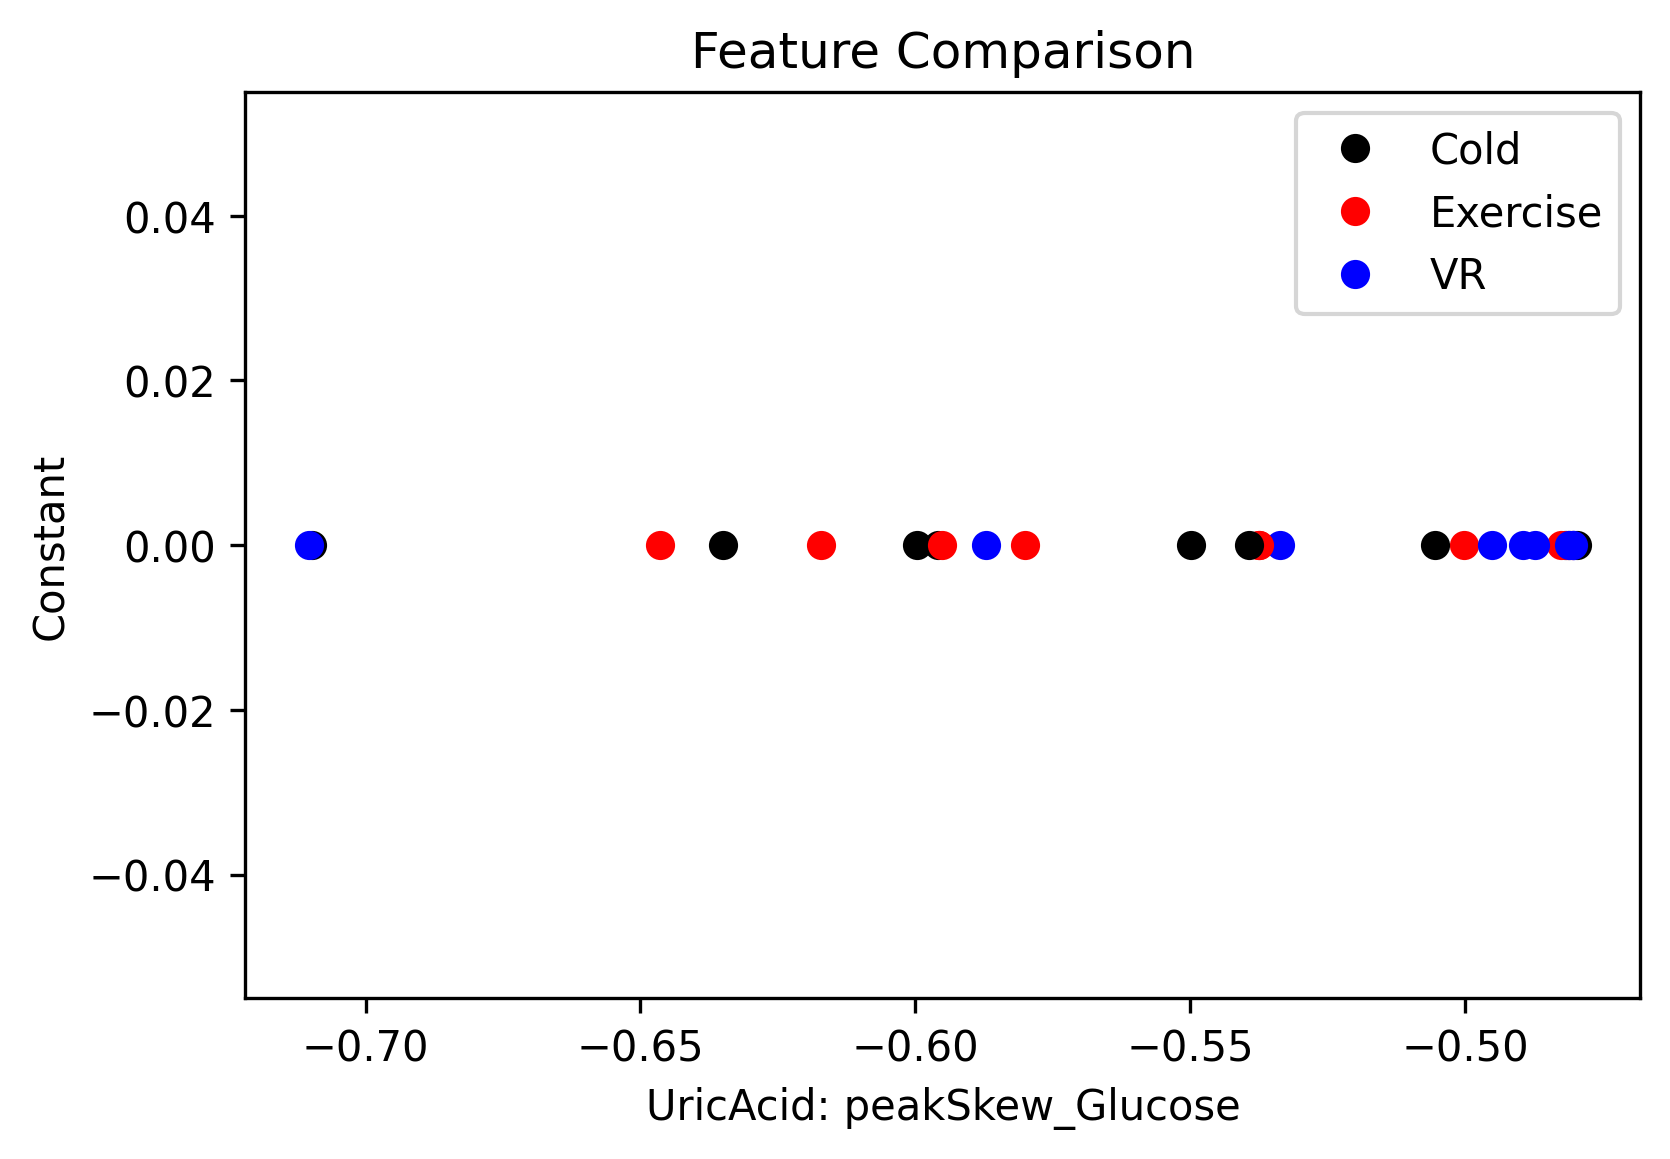 Feature Comparison
Cold
Exercise
VR
0.04
0.02
0.00
−0.02
−0.04
Constant
−0.70
−0.65
−0.60
−0.55
−0.50
UricAcid: peakSkew_Glucose